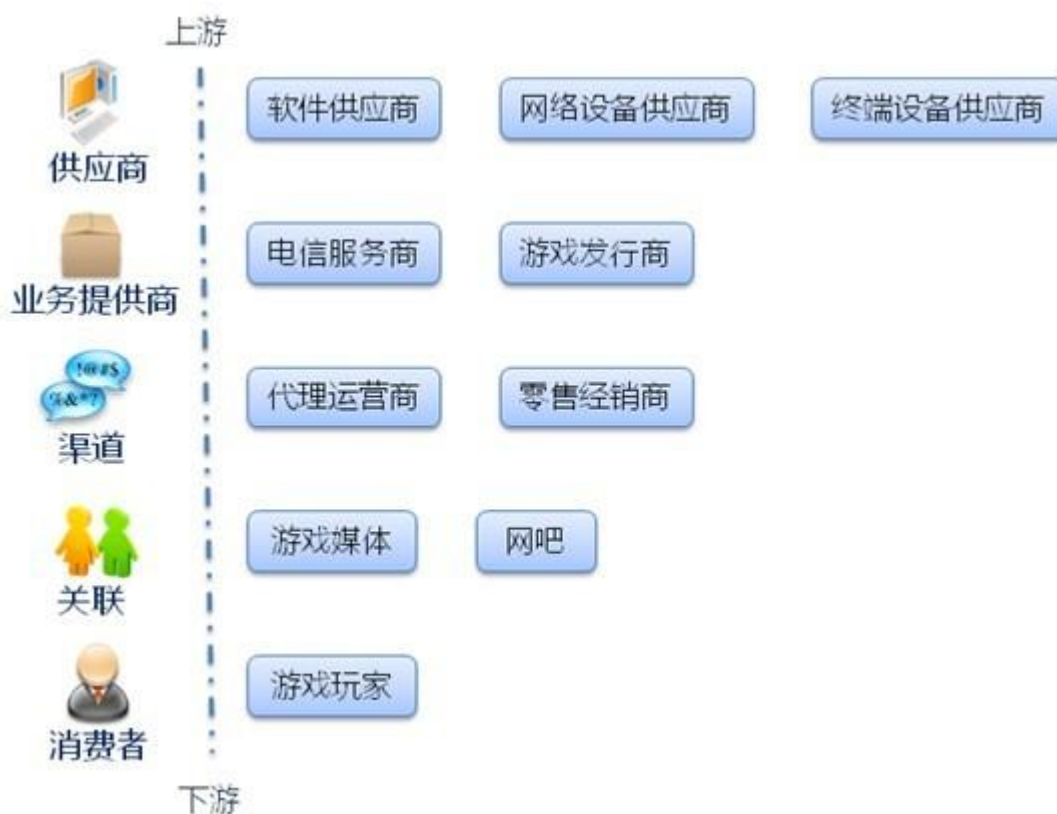 上游
供应商
软件供应商 网络设备供应商 终端设备供应商
业务提供商
电信服务商 游戏发行商
!@#$
%&*?
渠道
代理运营商 零售经销商
关联
游戏媒体 网吧
消费者
游戏玩家
下游